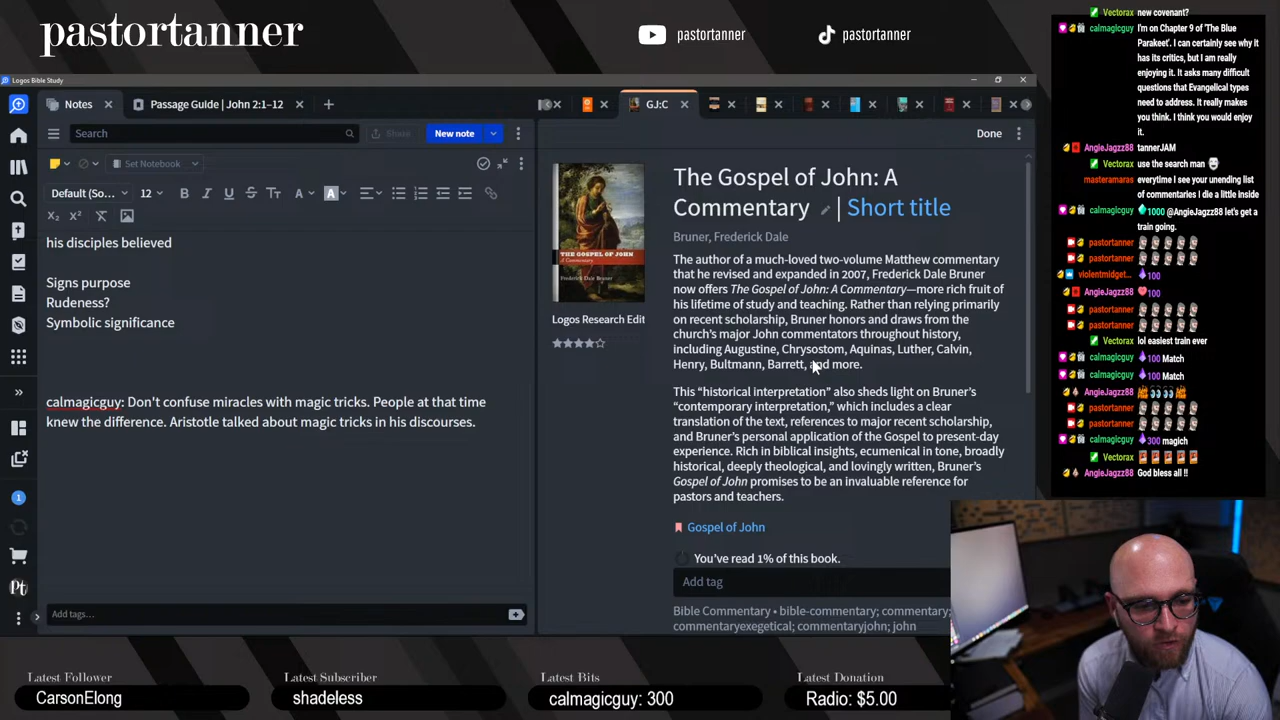 pastortanner
pastortanner
pastortanner
Logos Bible Study
Notes
Passage Guide | John 2:1–12
GJ:C
Search
Share
New note
Done
Set Notebook
Default (So...
12
his disciples believed
Signs purpose
Rudeness?
Symbolic significance
calmagicguy: Don't confuse miracles with magic tricks. People at that time
knew the difference. Aristotle talked about magic tricks in his discourses.
Add tags...
THE GOSPEL OF JOHN
A Commentary
Frederick Dale Bruner
Logos Research Edit
The Gospel of John: A
Commentary | Short title
Bruner, Frederick Dale
The author of a much-loved two-volume Matthew commentary
that he revised and expanded in 2007, Frederick Dale Bruner
now offers The Gospel of John: A Commentary—more rich fruit of
his lifetime of study and teaching. Rather than relying primarily
on recent scholarship, Bruner honors and draws from the
church's major John commentators throughout history,
including Augustine, Chrysostom, Aquinas, Luther, Calvin,
Henry, Bultmann, Barrett, and more.
This “historical interpretation” also sheds light on Bruner's
“contemporary interpretation,” which includes a clear
translation of the text, references to major recent scholarship,
and Bruner's personal application of the Gospel to present-day
experience. Rich in biblical insights, ecumenical in tone, broadly
historical, deeply theological, and lovingly written, Bruner's
Gospel of John promises to be an invaluable reference for
pastors and teachers.
Gospel of John
You've read 1% of this book.
Add tag
Bible Commentary • bible-commentary; commentary;
commentaryexegetical; commentaryjohn; john
Vectorax new covenant?
calmagicguy I'm on Chapter 9 of 'The Blue
Parakeet'. I can certainly see why it
has its critics, but I am really
enjoying it. It asks many difficult
questions that Evangelical types
need to address. It really makes
you think. I think you would enjoy
it.
AngieJagzz88 tannerJAM
Vectorax use the search man
masteramaras everytime i see your unending list
of commentaries I die a little inside
calmagicguy 1000 @AngieJagzz88 let's get a
train going.
pastortanner
pastortanner
violentmidget... 100
AngieJagzz88 100
pastortanner
pastortanner
Vectorax lol easiest train ever
calmagicguy 100 Match
calmagicguy 100 Match
AngieJagzz88
pastortanner
pastortanner
calmagicguy 300 magich
Vectorax
AngieJagzz88 God bless all !!
Latest Follower
CarsonElong
Latest Subscriber
shadeless
Latest Bits
calmagicguy: 300
Latest Donation
Radio: $5.00